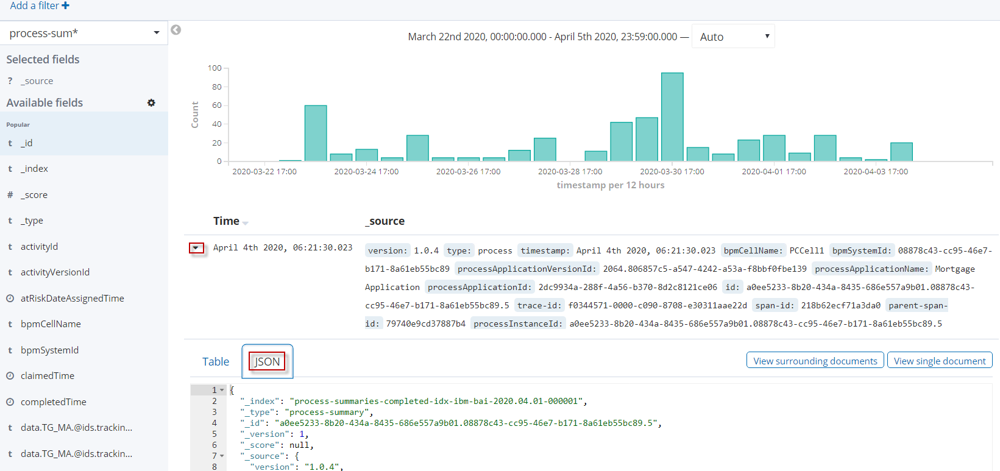 Add a filter +
process-sum*
Selected fields
? _source
Available fields
Popular
t _id
t _index
# _score
t _type
t activityId
t activityVersionId
atRiskDateAssignedTime
t bpmCellName
t bpmSystemId
claimedTime
completedTime
t data.TG_MA.@ids.trackin...
t data.TG_MA.@ids.trackin...
March 22nd 2020, 00:00:00.000 - April 5th 2020, 23:59:00.000 — Auto
Count
100
80
60
40
20
0
2020-03-22 17:00 2020-03-24 17:00 2020-03-26 17:00 2020-03-28 17:00 2020-03-30 17:00 2020-04-01 17:00 2020-04-03 17:00
timestamp per 12 hours
Time _source
April 4th 2020, 06:21:30.023
version: 1.0.4 type: process timestamp: April 4th 2020, 06:21:30.023 bpmCellName: PCCell1 bpmSystemId: 08878c43-cc95-46e7-
b171-8a61eb55bc89 processApplicationVersionId: 2064.806857c5-a547-4242-a53a-f8bbf0fbe139 processApplicationName: Mortgage
Application processApplicationId: 2dc9934a-288f-4a56-b370-8d2c8121ce06 id: a0ee5233-8b20-434a-8435-686e557a9b01.08878c43-
cc95-46e7-b171-8a61eb55bc89.5 trace-id: f0344571-0000-c090-8708-e30311aae22d span-id: 218b62ecf71a3da0 parent-span-
id: 79740e9cd37887b4 processInstanceId: a0ee5233-8b20-434a-8435-686e557a9b01.08878c43-cc95-46e7-b171-8a61eb55bc89.5
Table JSON View surrounding documents View single document
1 {
2 "_index": "process-summaries-completed-idx-ibm-bai-2020.04.01-000001",
3 "_type": "process-summary",
4 "_id": "a0ee5233-8b20-434a-8435-686e557a9b01.08878c43-cc95-46e7-b171-8a61eb55bc89.5",
5 "_version": 1,
6 "_score": null,
7 "_source": {
8 "version": "1.0.4",